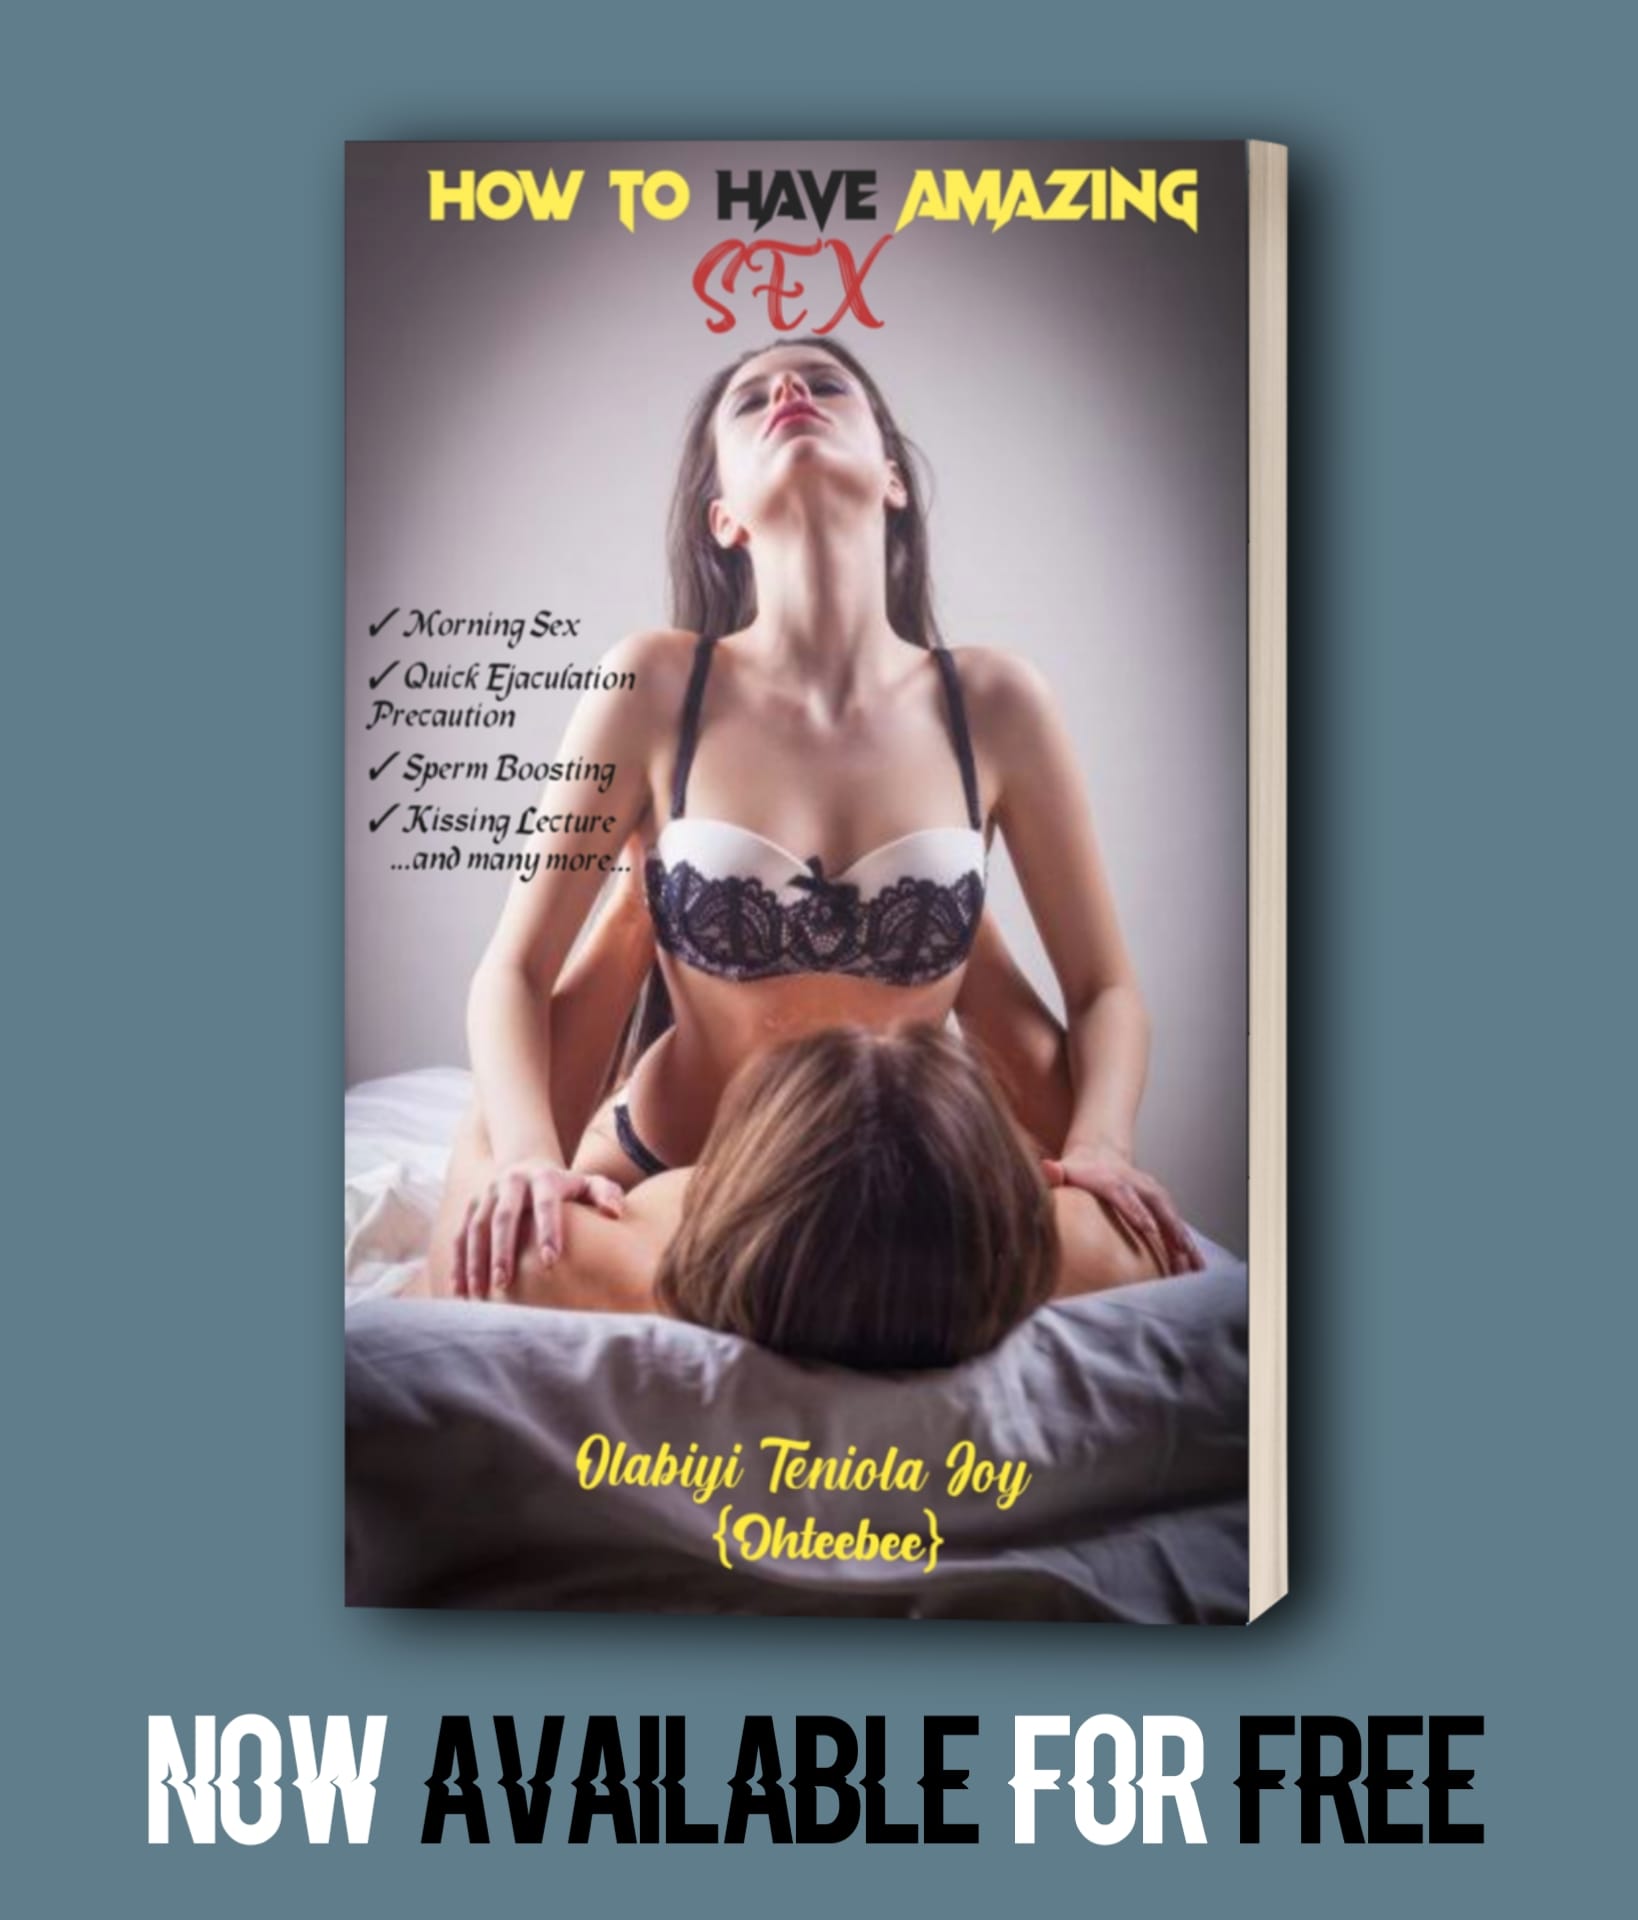 HOW TO HAVE AMAZING
SEX
✓ Morning Sex
✓ Quick Ejaculation
Precaution
✓ Sperm Boosting
✓ Kissing Lecture
...and many more...
Olabiyi Teniola Joy
{Ohteebee}
NOW AVAILABLE FOR FREE